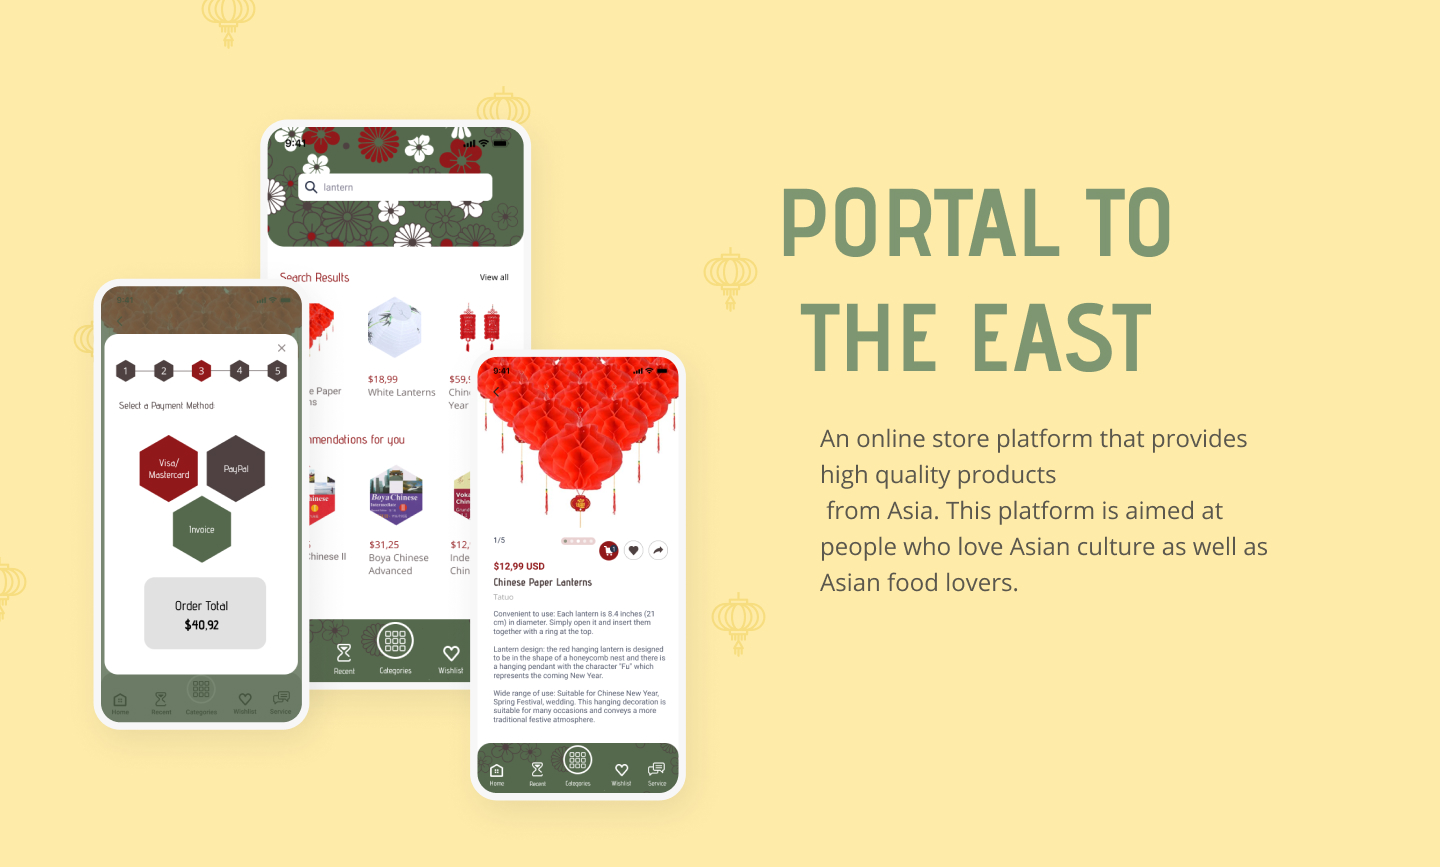 PORTAL TO
THE EAST
An online store platform that provides
high quality products
from Asia. This platform is aimed at
people who love Asian culture as well as
Asian food lovers.
9:41
lantern
Search Results
View all
$18,99
$59,
e Paper
White Lanterns
Chin
ns
Year
mmendations for you
Chinese
Boya Chinese
Intermediate
Voka
Chin
$31,25
$12,
Chinese II
Boya Chinese
Inde
Advanced
Chin
Recent
Categories
Wishlist
9:41
1
2
3
4
5
Select a Payment Method
Visa/
Mastercard
PayPal
Invoice
Order Total
$40,92
Home
Recent
Categories
Wishlist
Service
9:41
1/5
$12,99 USD
Chinese Paper Lanterns
Tatuo
Convenient to use: Each lantern is 8.4 inches (21
cm) in diameter. Simply open it and insert them
together with a ring at the top.
Lantern design: the red hanging lantern is designed
to be in the shape of a honeycomb nest and there is
a hanging pendant with the character "Fu" which
represents the coming New Year.
Wide range of use: Suitable for Chinese New Year,
Spring Festival, wedding. This hanging decoration is
suitable for many occasions and conveys a more
traditional festive atmosphere.
Home
Recent
Categories
Wishlist
Service